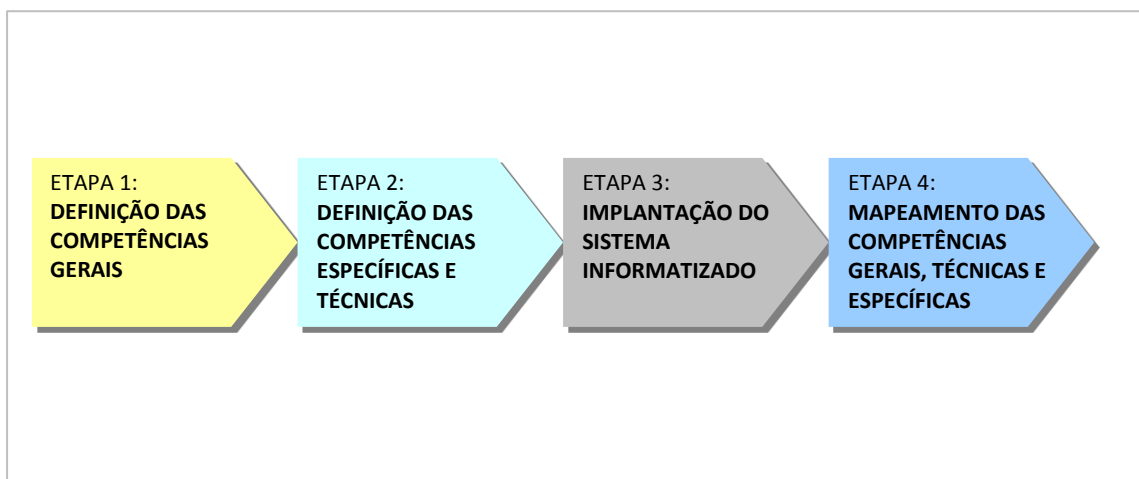 ETAPA 1:
DEFINIÇÃO DAS
COMPETÊNCIAS
GERAIS
ETAPA 2:
DEFINIÇÃO DAS
COMPETÊNCIAS
ESPECÍFICAS E
TÉCNICAS
ETAPA 3:
IMPLANTAÇÃO DO
SISTEMA
INFORMATIZADO
ETAPA 4:
MAPEAMENTO DAS
COMPETÊNCIAS
GERAIS, TÉCNICAS E
ESPECÍFICAS